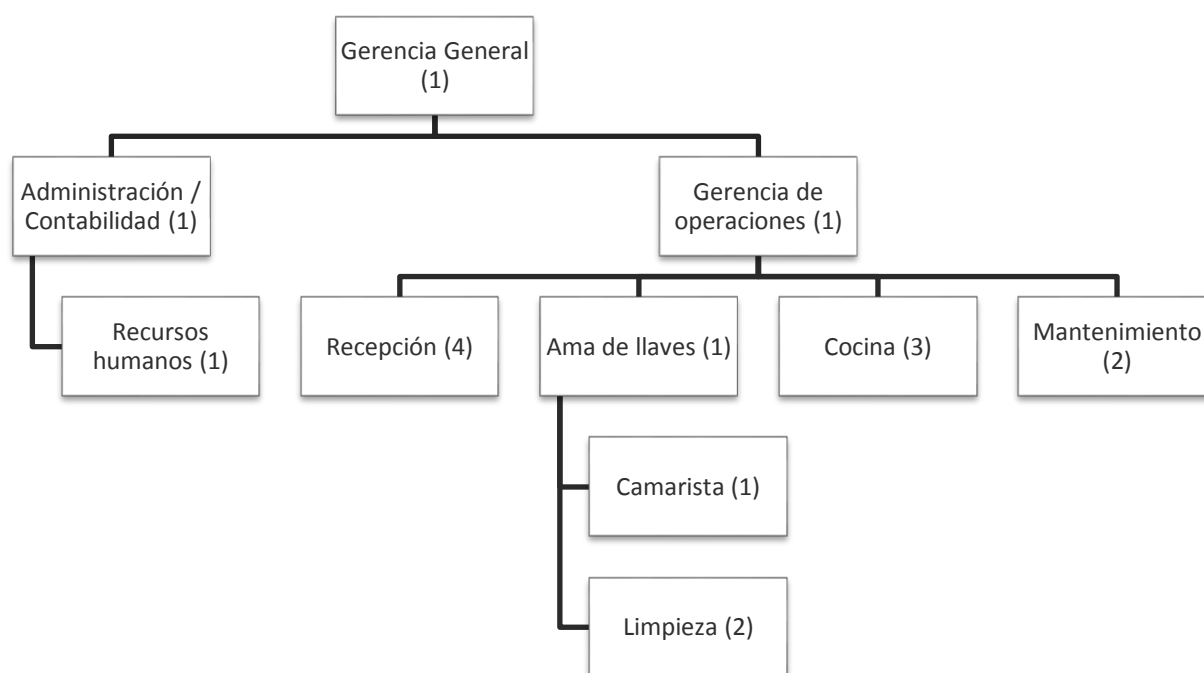 Gerencia General
(1)
Administración /
Contabilidad (1)
Gerencia de
operaciones (1)
Recursos
humanos (1)
Recepción (4)
Ama de llaves (1)
Cocina (3)
Mantenimiento
(2)
Camarista (1)
Limpieza (2)